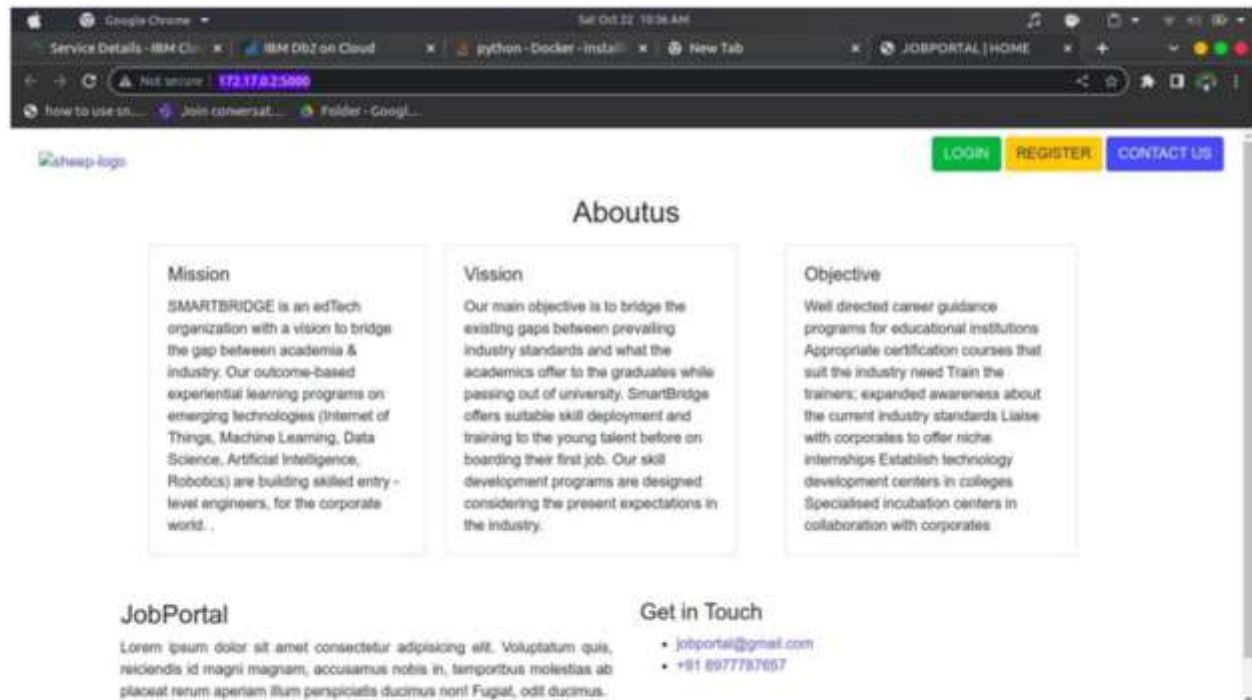 Google Chrome
Sat Oct 22 10:36 AM
Service Details - IBM Clo
IBM Db2 on Cloud
python - Docker - install
New Tab
JOBPORTAL | HOME
Not secure
172.17.0.2:5000
how to use sn...
Join conversat...
Folder - Googl...
sheep-logo
LOGIN
REGISTER
CONTACT US
Aboutus
Mission
SMARTBRIDGE is an edTech
organization with a vision to bridge
the gap between academia &
industry. Our outcome-based
experiential learning programs on
emerging technologies (Internet of
Things, Machine Learning, Data
Science, Artificial Intelligence,
Robotics) are building skilled entry -
level engineers, for the corporate
world. .
Vission
Our main objective is to bridge the
existing gaps between prevailing
industry standards and what the
academics offer to the graduates while
passing out of university. SmartBridge
offers suitable skill deployment and
training to the young talent before on
boarding their first job. Our skill
development programs are designed
considering the present expectations in
the industry.
Objective
Well directed career guidance
programs for educational institutions
Appropriate certification courses that
suit the industry need Train the
trainers; expanded awareness about
the current industry standards Liaise
with corporates to offer niche
internships Establish technology
development centers in colleges
Specialised incubation centers in
collaboration with corporates
JobPortal
Lorem ipsum dolor sit amet consectetur adipisicing elit. Voluptatum quis,
reiciendis id magni magnam, accusamus nobis in, temporibus molestias ab
placeat rerum aperiam illum perspiciatis ducimus non! Fugiat, odit ducimus.
Get in Touch
jobportal@gmail.com
+91 8977787657